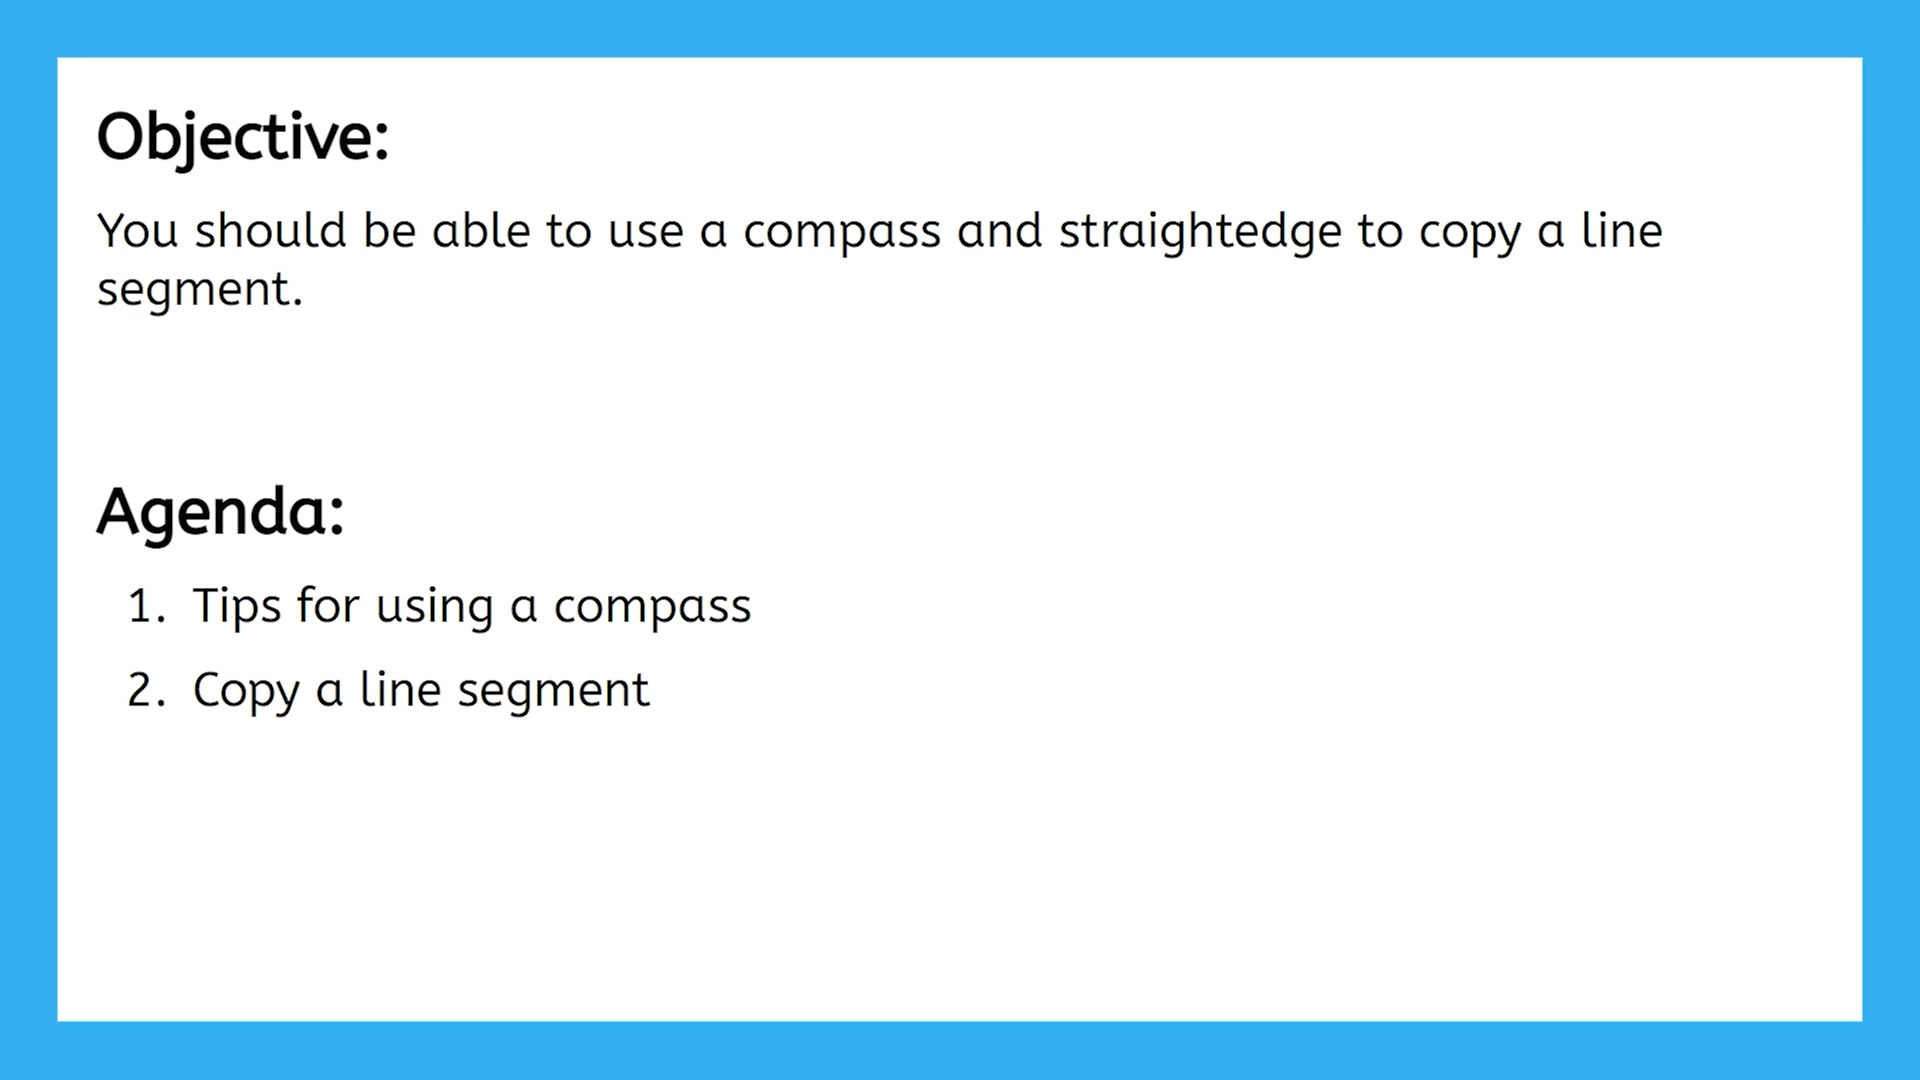 Objective:
You should be able to use a compass and straightedge to copy a line
segment.
Agenda:
1. Tips for using a compass
2. Copy a line segment